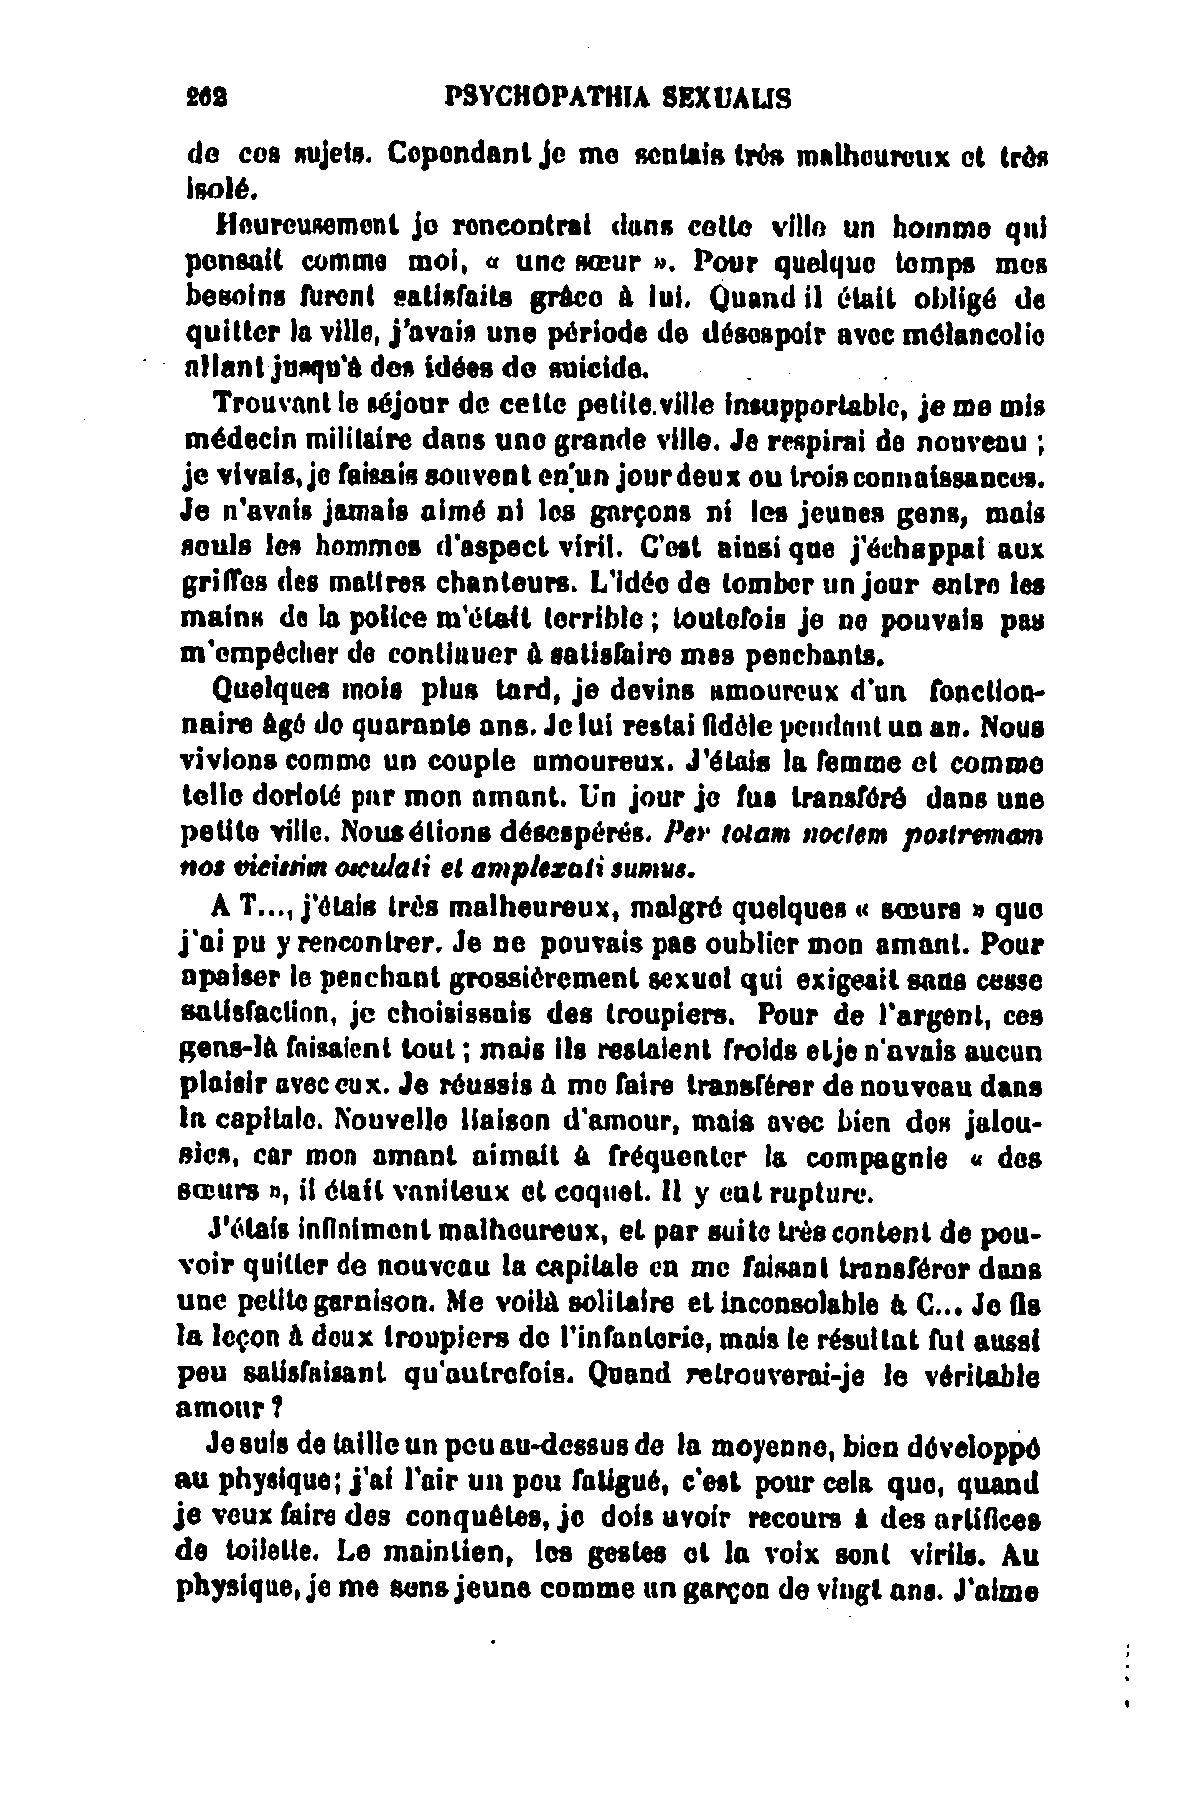 262 PSYCHOPATHIA SEXUALIS
de ces sujets. Cependant je me sentais très malheureux et très
isolé.
Heureusement je rencontrai dans cette ville un homme qui
pensait comme moi, « une sœur ». Pour quelque temps mes
besoins furent satisfaits grâce à lui. Quand il était obligé de
quitter la ville, j'avais une période de désespoir avec mélancolie
allant jusqu'à des idées de suicide.
Trouvant le séjour de cette petite.ville insupportable, je me mis
médecin militaire dans une grande ville. Je respirai de nouveau ;
je vivais, je faisais souvent en un jour deux ou trois connaissances.
Je n'avais jamais aimé ni les garçons ni les jeunes gens, mais
seuls les hommes d'aspect viril. C'est ainsi que j'échappai aux
griffes des maîtres chanteurs. L'idée de tomber un jour entre les
mains de la police m'était terrible ; toutefois je ne pouvais pas
m'empêcher de continuer à satisfaire mes penchants.
Quelques mois plus tard, je devins amoureux d'un fonction-
naire âgé de quarante ans. Je lui restai fidèle pendant un an. Nous
vivions comme un couple amoureux. J'étais la femme et comme
telle dorloté par mon amant. Un jour je fus transféré dans une
petite ville. Nous étions désespérés. Per totam noctem postremam
nos vicissim osculati et amplexati sumus.
A T..., j'étais très malheureux, malgré quelques « sœurs » que
j'ai pu y rencontrer. Je ne pouvais pas oublier mon amant. Pour
apaiser le penchant grossièrement sexuel qui exigeait sans cesse
satisfaction, je choisissais des troupiers. Pour de l'argent, ces
gens-là faisaient tout ; mais ils restaient froids et je n'avais aucun
plaisir avec eux. Je réussis à me faire transférer de nouveau dans
la capitale. Nouvelle liaison d'amour, mais avec bien des jalou-
sies, car mon amant aimait à fréquenter la compagnie « des
sœurs », il était vaniteux et coquet. Il y eut rupture.
J'étais infiniment malheureux, et par suite très content de pou-
voir quitter de nouveau la capitale en me faisant transférer dans
une petite garnison. Me voilà solitaire et inconsolable à C... Je fis
la leçon à deux troupiers de l'infanterie, mais le résultat fut aussi
peu satisfaisant qu'autrefois. Quand retrouverai-je le véritable
amour ?
Je suis de taille un peu au-dessus de la moyenne, bien développé
au physique; j'ai l'air un peu fatigué, c'est pour cela que, quand
je veux faire des conquêtes, je dois avoir recours à des artifices
de toilette. Le maintien, les gestes et la voix sont virils. Au
physique, je me sens jeune comme un garçon de vingt ans. J'aime